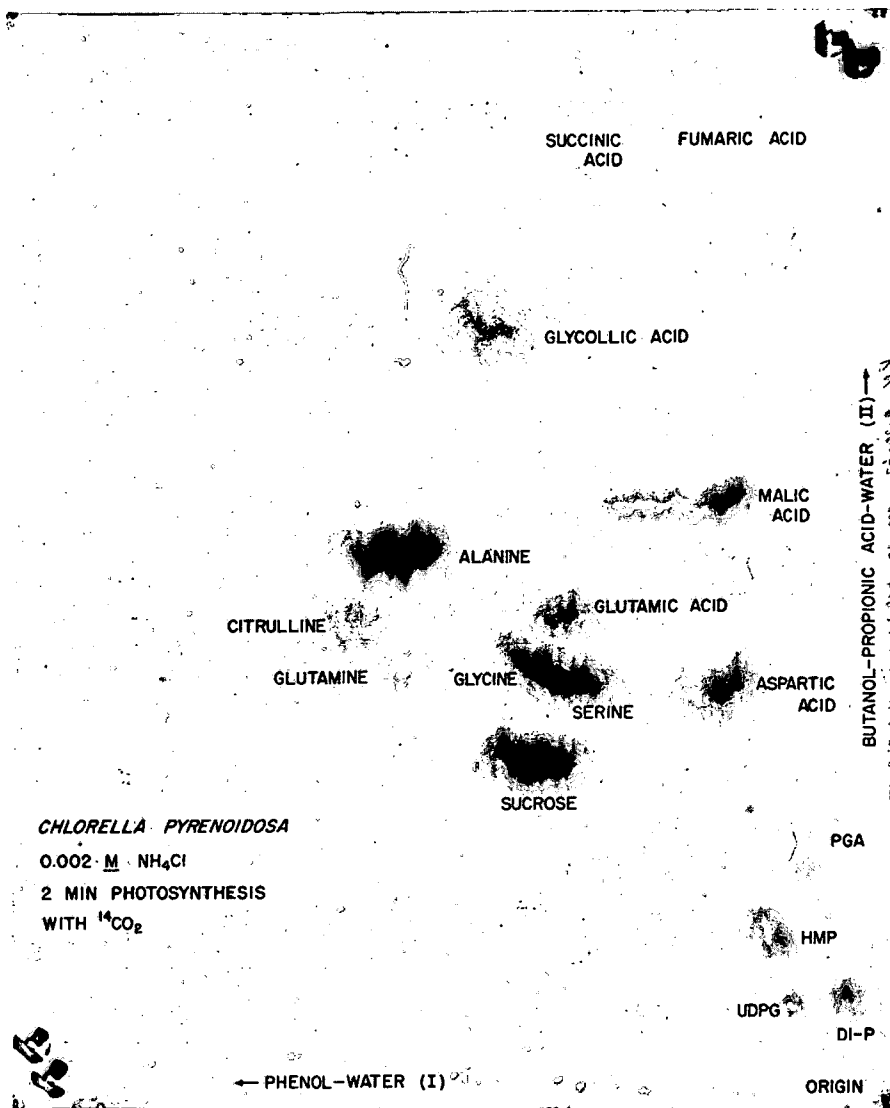 SUCCINIC
ACID
FUMARIC ACID
GLYCOLLIC ACID
MALIC
ACID
ALANINE
GLUTAMIC ACID
CITRULLINE
GLUTAMINE
GLYCINE
SERINE
ASPARTIC
ACID
SUCROSE
CHLORELLA PYRENOIDOSA
0.002 M NH₄Cl
2 MIN PHOTOSYNTHESIS
WITH ¹⁴CO₂
PGA
HMP
UDPG
DI-P
← PHENOL-WATER (I)
ORIGIN
BUTANOL-PROPIONIC ACID-WATER (II) →